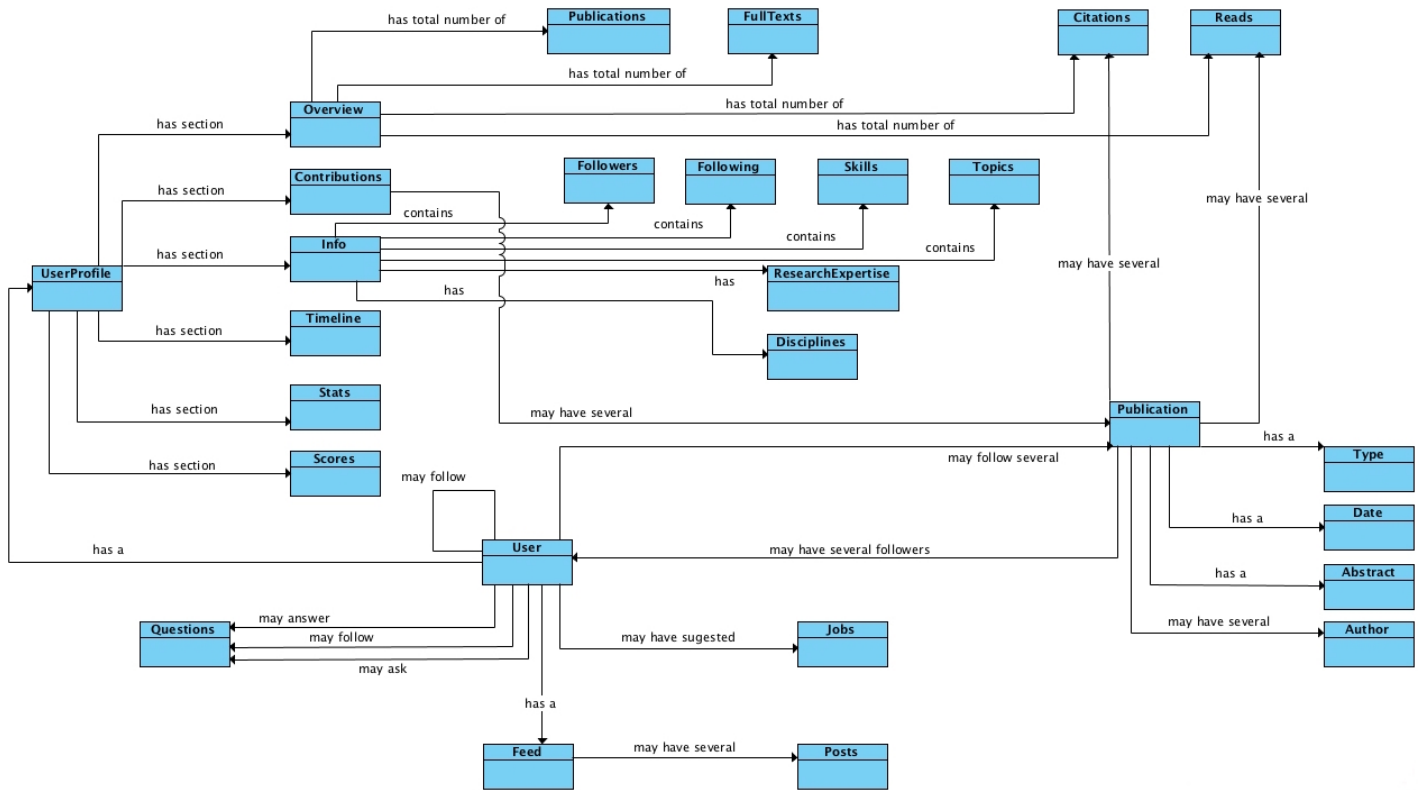 has total number of
Publications
FullTexts
Citations
Reads
has total number of
Overview
has total number of
has section
has total number of
Contributions
Followers
Following
Skills
Topics
has section
may have several
contains
contains
contains
contains
Info
has section
may have several
UserProfile
ResearchExpertise
has
has
Timeline
has section
Disciplines
Stats
has section
may have several
Publication
has a
Scores
has section
may follow several
Type
may follow
Date
has a
User
has a
may have several followers
Abstract
has a
may answer
Questions
may follow
may have sugested
Jobs
may have several
Author
may ask
has a
Feed
may have several
Posts